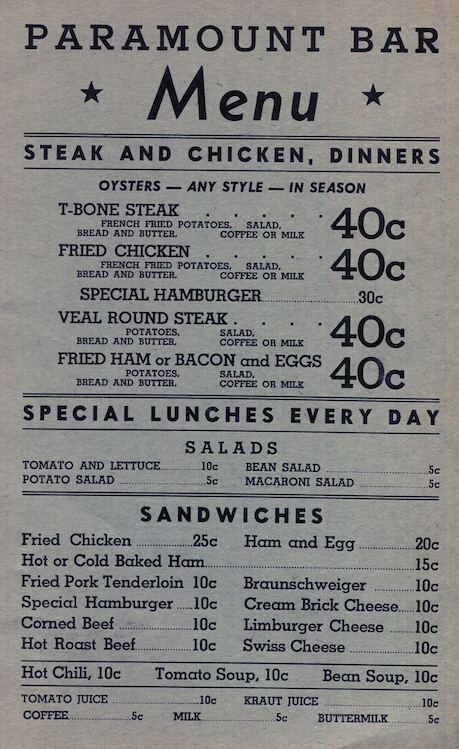 PARAMOUNT BAR
★ Menu ★
STEAK AND CHICKEN, DINNERS
OYSTERS — ANY STYLE — IN SEASON
T-BONE STEAK . . . . . 40c
FRENCH FRIED POTATOES, SALAD,
BREAD AND BUTTER, COFFEE OR MILK
FRIED CHICKEN . . . . . 40c
FRENCH FRIED POTATOES, SALAD,
BREAD AND BUTTER, COFFEE OR MILK
SPECIAL HAMBURGER..........30c
VEAL ROUND STEAK . . . . 40c
POTATOES, SALAD,
BREAD AND BUTTER, COFFEE OR MILK
FRIED HAM or BACON and EGGS 40c
POTATOES, SALAD,
BREAD AND BUTTER, COFFEE OR MILK
SPECIAL LUNCHES EVERY DAY
SALADS
TOMATO AND LETTUCE..........10c BEAN SALAD ..........5c
POTATO SALAD ..........5c MACARONI SALAD ..........5c
SANDWICHES
Fried Chicken ..........25c Ham and Egg ..........20c
Hot or Cold Baked Ham..........15c
Fried Pork Tenderloin 10c Braunschweiger ..........10c
Special Hamburger .....10c Cream Brick Cheese.....10c
Corned Beef ..........10c Limburger Cheese .....10c
Hot Roast Beef..........10c Swiss Cheese ..........10c
Hot Chili, 10c Tomato Soup, 10c Bean Soup, 10c
TOMATO JUICE ..........10c KRAUT JUICE ..........10c
COFFEE..........5c MILK..........5c BUTTERMILK..........5c